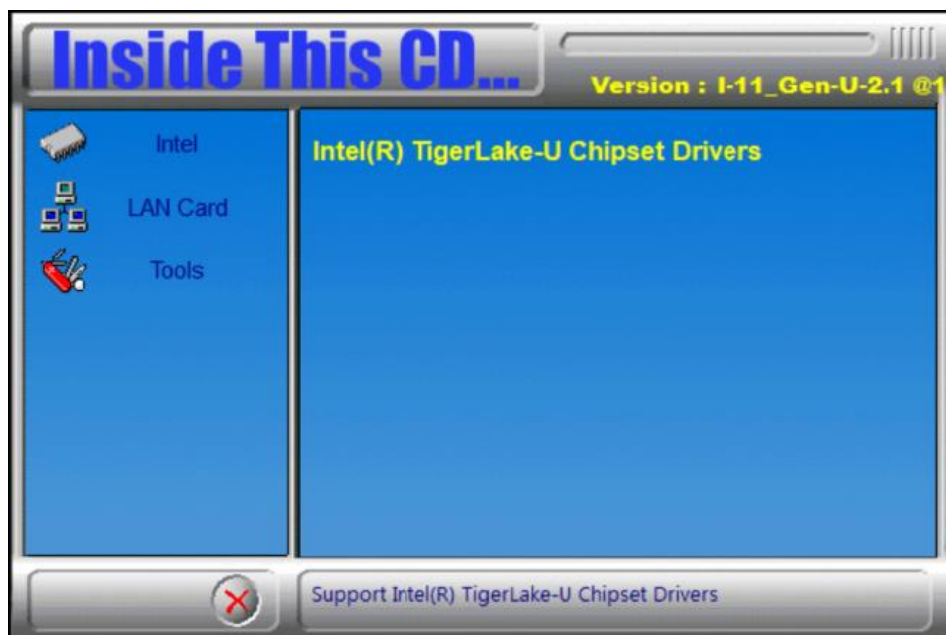 Inside This CD...
Version : I-11_Gen-U-2.1 @1
Intel
LAN Card
Tools
Intel(R) TigerLake-U Chipset Drivers
Support Intel(R) TigerLake-U Chipset Drivers